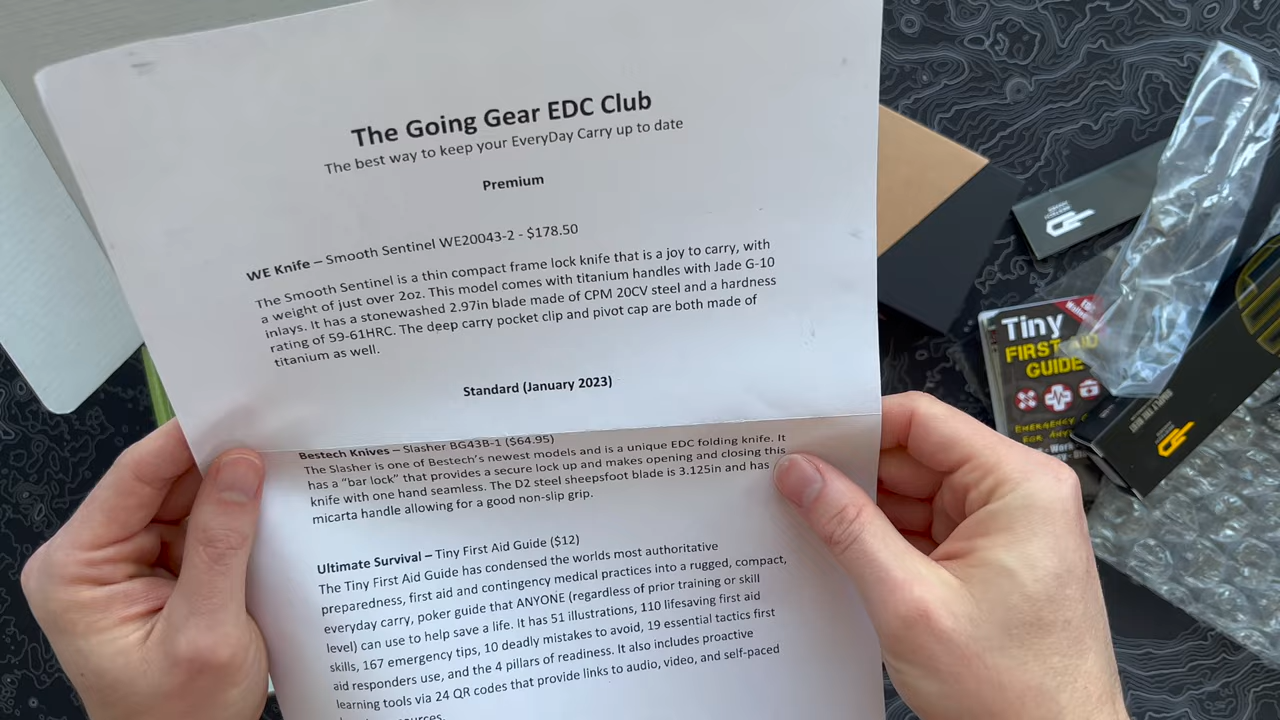 The Going Gear EDC Club
The best way to keep your EveryDay Carry up to date
Premium
WE Knife – Smooth Sentinel WE20043-2 - $178.50
The Smooth Sentinel is a thin compact frame lock knife that is a joy to carry, with
a weight of just over 2oz. This model comes with titanium handles with Jade G-10
inlays. It has a stonewashed 2.97in blade made of CPM 20CV steel and a hardness
rating of 59-61HRC. The deep carry pocket clip and pivot cap are both made of
titanium as well.
Standard (January 2023)
Bestech Knives – Slasher BG43B-1 ($64.95)
The Slasher is one of Bestech's newest models and is a unique EDC folding knife. It
has a "bar lock" that provides a secure lock up and makes opening and closing this
knife with one hand seamless. The D2 steel sheepsfoot blade is 3.125in and has
micarta handle allowing for a good non-slip grip.
Ultimate Survival – Tiny First Aid Guide ($12)
The Tiny First Aid Guide has condensed the worlds most authoritative
preparedness, first aid and contingency medical practices into a rugged, compact,
everyday carry, poker guide that ANYONE (regardless of prior training or skill
level) can use to help save a life. It has 51 illustrations, 110 lifesaving first aid
skills, 167 emergency tips, 10 deadly mistakes to avoid, 19 essential tactics first
aid responders use, and the 4 pillars of readiness. It also includes proactive
learning tools via 24 QR codes that provide links to audio, video, and self-paced
Tiny
FIRST AID
GUIDE
EMERGENCY
FOR